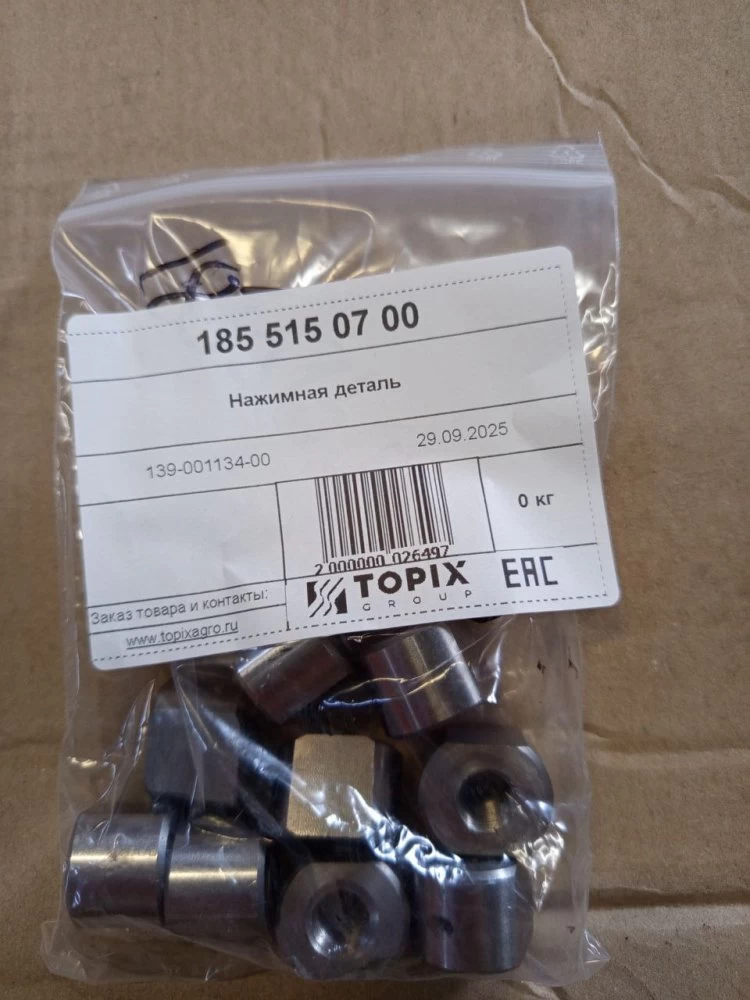 185 515 07 00
Нажимная деталь
139-001134-00
29.09.2025
2 000000 026497
0 кг
Заказ товара и контакты:
www.topixagro.ru
TOPIX
GROUP
EAC